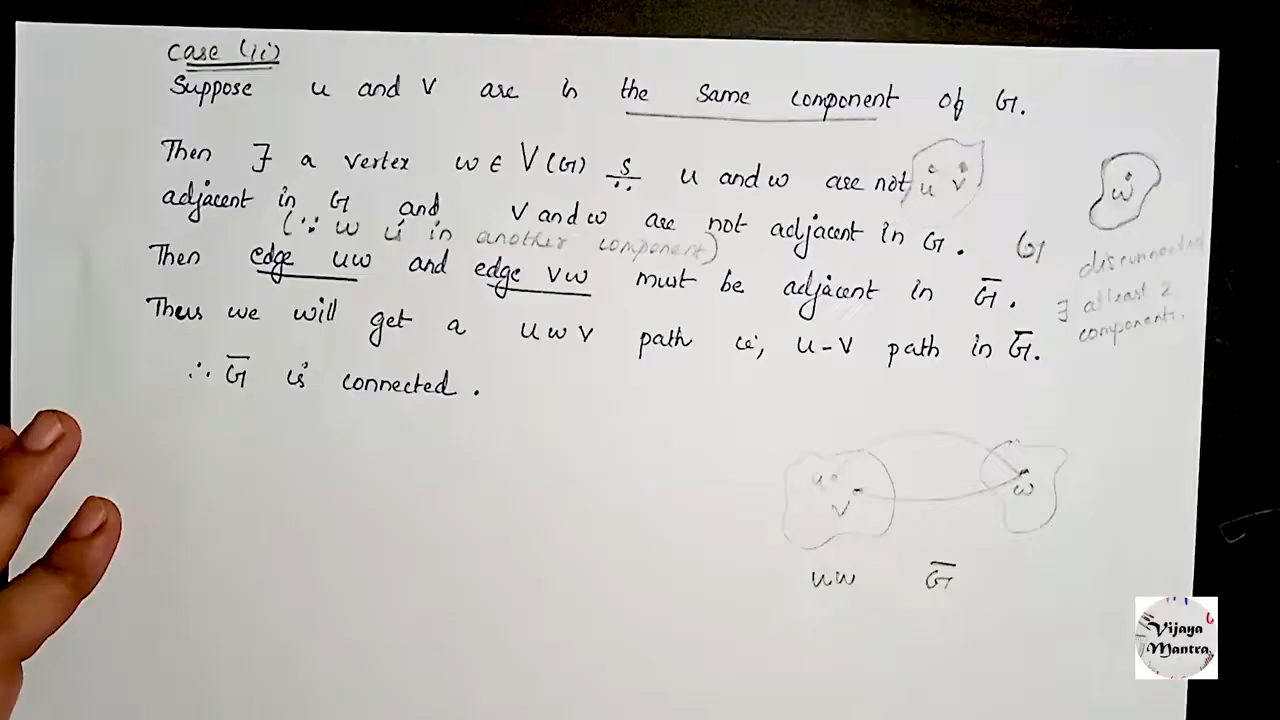 Case (ii)
Suppose u and v are in the same component of G.
Then ∃ a vertex w ∈ V(G) s/∴ u and w are not
adjacent in G and v and w are not adjacent in G.
(∵ w is in another component)
Then edge uw and edge vw must be adjacent in G̅.
Thus we will get a u w v path ie, u-v path in G̅.
∴ G̅ is connected.
u v
w
G
disconnected
∃ atleast 2
components.
u
v
w
uw G̅
Vijaya
Mantra